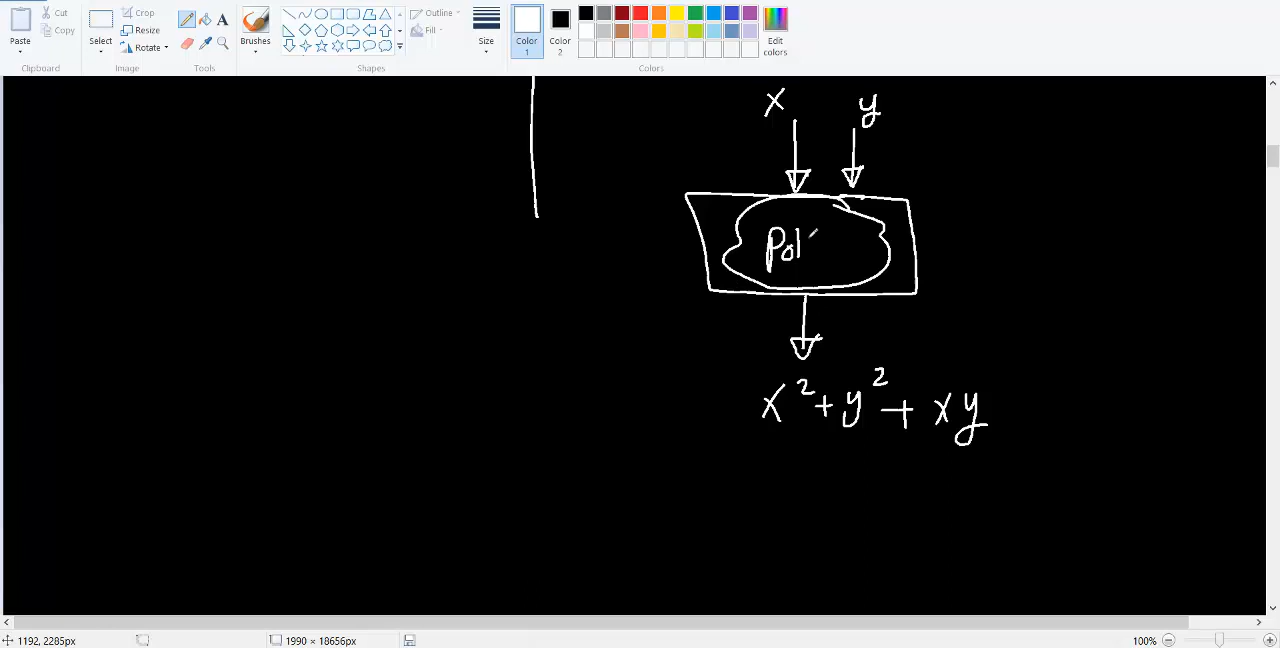 Cut
Copy
Paste
Clipboard
Select
Crop
Resize
Rotate
Image
Tools
Brushes
Outline
Fill
Shapes
Size
Color 1
Color 2
Edit colors
Colors
x y
Pol
x² + y² + xy
1192, 2285px
1990 × 18656px
100%